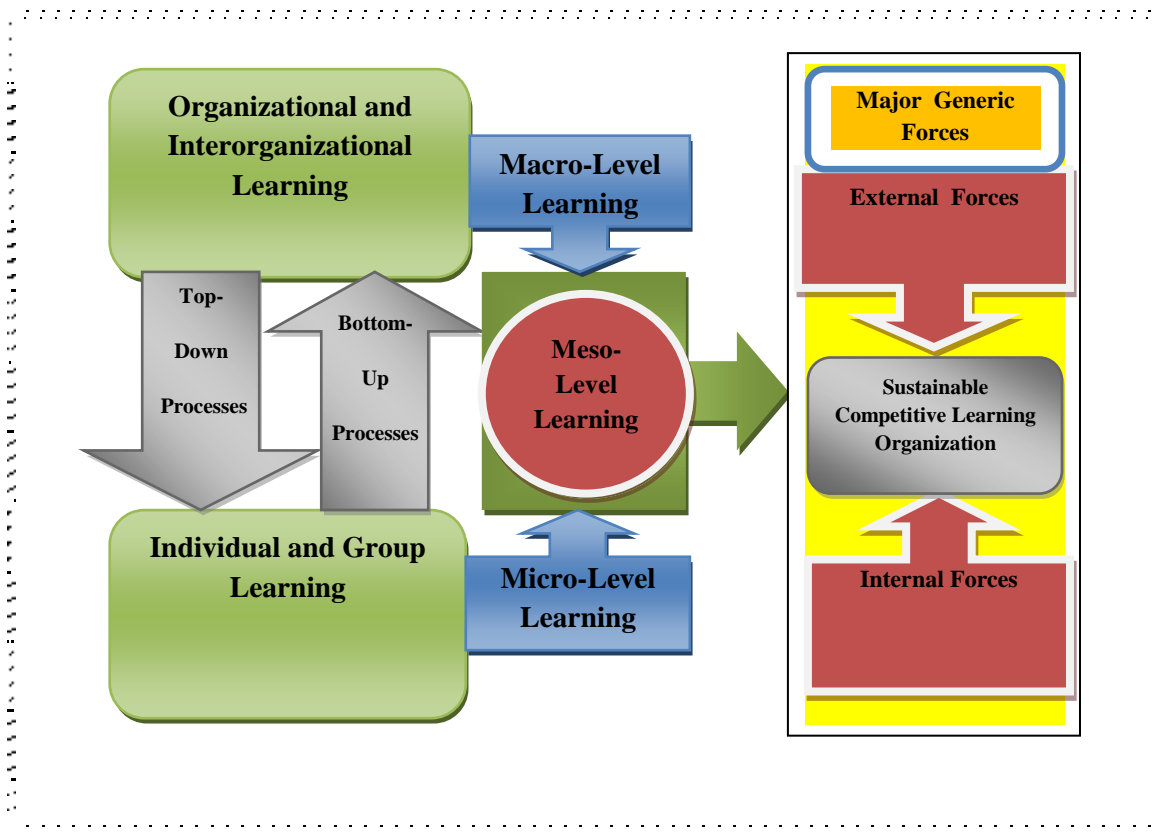 Organizational and
Interorganizational
Learning
Macro-Level
Learning
Top-
Down
Processes
Bottom-
Up
Processes
Meso-
Level
Learning
Individual and Group
Learning
Micro-Level
Learning
Major Generic
Forces
External Forces
Sustainable
Competitive Learning
Organization
Internal Forces